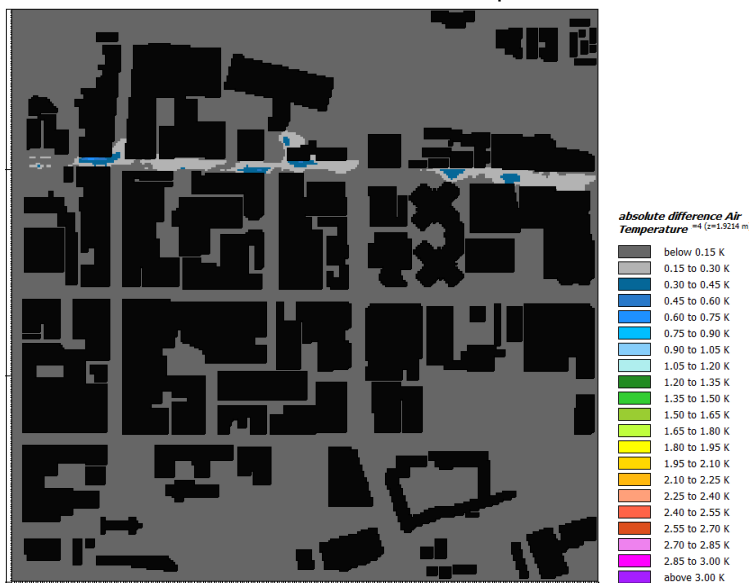 absolute difference Air
Temperature =4 (z=1.9214 m
below 0.15 K
0.15 to 0.30 K
0.30 to 0.45 K
0.45 to 0.60 K
0.60 to 0.75 K
0.75 to 0.90 K
0.90 to 1.05 K
1.05 to 1.20 K
1.20 to 1.35 K
1.35 to 1.50 K
1.50 to 1.65 K
1.65 to 1.80 K
1.80 to 1.95 K
1.95 to 2.10 K
2.10 to 2.25 K
2.25 to 2.40 K
2.40 to 2.55 K
2.55 to 2.70 K
2.70 to 2.85 K
2.85 to 3.00 K
above 3.00 K